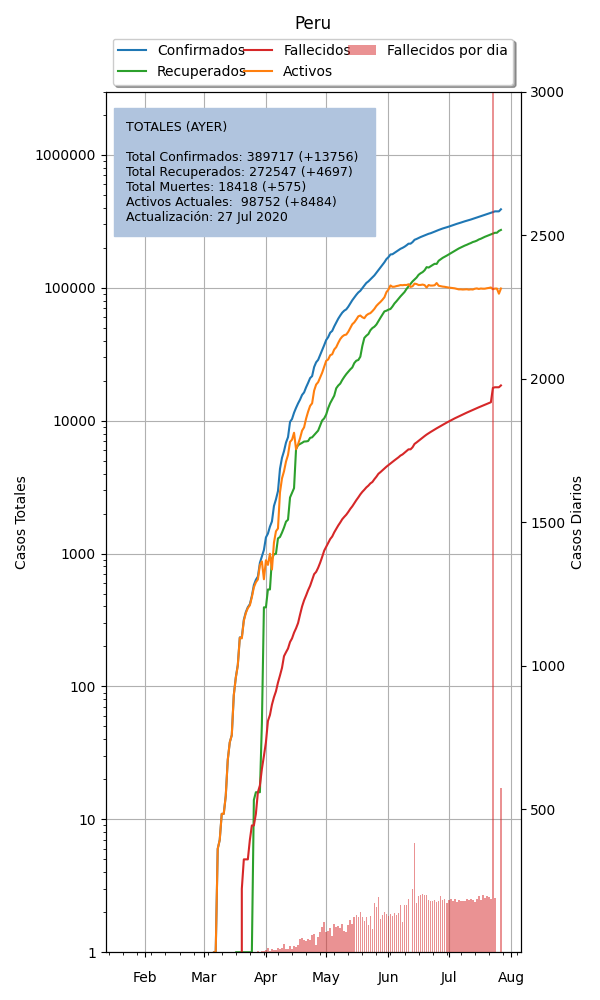 Peru
Confirmados
Fallecidos
Fallecidos por dia
Recuperados
Activos
TOTALES (AYER)
Total Confirmados: 389717 (+13756)
Total Recuperados: 272547 (+4697)
Total Muertes: 18418 (+575)
Activos Actuales:  98752 (+8484)
Actualización: 27 Jul 2020
Casos Totales
1000000
100000
10000
1000
100
10
1
3000
2500
2000
1500
1000
500
Casos Diarios
Feb Mar Apr May Jun Jul Aug